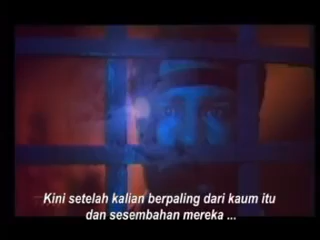 Kini setelah kalian berpaling dari kaum itu
dan sesembahan mereka ...